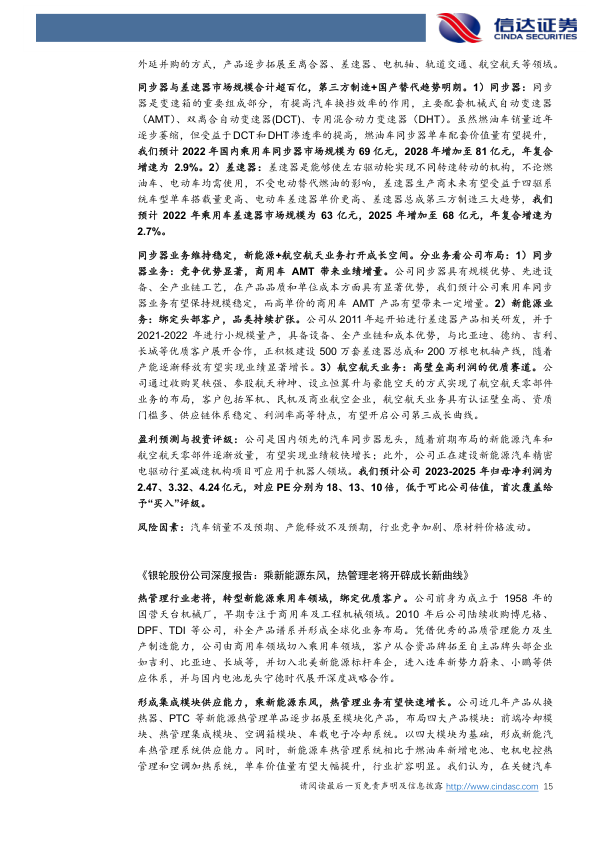 信达证券
CINDA SECURITIES
外延并购的方式，产品逐步拓展至离合器、差速器、电机轴、轨道交通、航空航天等领域。
同步器与差速器市场规模合计超百亿，第三方制造+国产替代趋势明朗。1）同步器：同步
器是变速箱的重要组成部分，有提高汽车换挡效率的作用，主要配套机械式自动变速器
（AMT）、双离合自动变速器(DCT)、专用混合动力变速器（DHT）。虽然燃油车销量近年
逐步萎缩，但受益于DCT和DHT渗透率的提高，燃油车同步器单车配套价值量有望提升，
我们预计 2022 年国内乘用车同步器市场规模为 69 亿元，2028 年增加至 81 亿元，年复合
增速为 2.9%。2）差速器：差速器是能够使左右驱动轮实现不同转速转动的机构，不论燃
油车、电动车均需使用，不受电动替代燃油的影响，差速器生产商未来有望受益于四驱系
统车型单车搭载量更高、电动车差速器单价更高、差速器总成第三方制造三大趋势，我们
预计 2022 年乘用车差速器市场规模为 63 亿元，2025 年增加至 68 亿元，年复合增速为
2.7%。
同步器业务维持稳定，新能源+航空航天业务打开成长空间。分业务看公司布局：1）同步
器业务：竞争优势显著，商用车 AMT 带来业绩增量。公司同步器具有规模优势、先进设
备、全产业链工艺，在产品品质和单位成本方面具有显著优势，我们预计公司乘用车同步
器业务有望保持规模稳定，而高单价的商用车 AMT 产品有望带来一定增量。2）新能源业
务：绑定头部客户，品类持续扩张。公司从2011年起开始进行差速器产品相关研发，并于
2021-2022 年进行小规模量产，具备设备、全产业链和成本优势，与比亚迪、德纳、吉利、
长城等优质客户展开合作，正积极建设 500 万套差速器总成和 200 万根电机轴产线，随着
产能逐渐释放有望实现业绩显著增长。3）航空航天业务：高壁垒高利润的优质赛道。公
司通过收购昊轶强、参股航天神坤、设立恒翼升与豪能空天的方式实现了航空航天零部件
业务的布局，客户包括军机、民机及商业航空企业，航空航天业务具有认证壁垒高、资质
门槛多、供应链体系稳定、利润率高等特点，有望开启公司第三成长曲线。
盈利预测与投资评级：公司是国内领先的汽车同步器龙头，随着前期布局的新能源汽车和
航空航天零部件逐渐放量，有望实现业绩较快增长；此外，公司正在建设新能源汽车精密
电驱动行星减速机构项目可应用于机器人领域。我们预计公司 2023-2025 年归母净利润为
2.47、3.32、4.24亿元，对应PE分别为 18、13、10 倍，低于可比公司估值，首次覆盖给
予“买入”评级。
风险因素：汽车销量不及预期、产能释放不及预期，行业竞争加剧、原材料价格波动。
《银轮股份公司深度报告：乘新能源东风，热管理老将开辟成长新曲线》
热管理行业老将，转型新能源乘用车领域，绑定优质客户。公司前身为成立于 1958 年的
国营天台机械厂，早期专注于商用车及工程机械领域。2010 年后公司陆续收购博尼格、
DPF、TDI 等公司，补全产品谱系并形成全球化业务布局。凭借优秀的品质管理能力及生
产制造能力，公司由商用车领域切入乘用车领域，客户从合资品牌拓至自主品牌头部企业
如吉利、比亚迪、长城等，并切入北美新能源标杆车企，进入造车新势力蔚来、小鹏等供
应体系，并与国内电池龙头宁德时代展开深度战略合作。
形成集成模块供应能力，乘新能源东风，热管理业务有望快速增长。公司近几年产品从换
热器、PTC 等新能源热管理单品逐步拓展至模块化产品，布局四大产品模块：前端冷却模
块、热管理集成模块、空调箱模块、车载电子冷却系统。以四大模块为基础，形成新能汽
车热管理系统供应能力。同时，新能源车热管理系统相比于燃油车新增电池、电机电控热
管理和空调加热系统，单车价值量有望大幅提升，行业扩容明显。我们认为，在关键汽车
请阅读最后一页免责声明及信息披露 http://www.cindasc.com 15